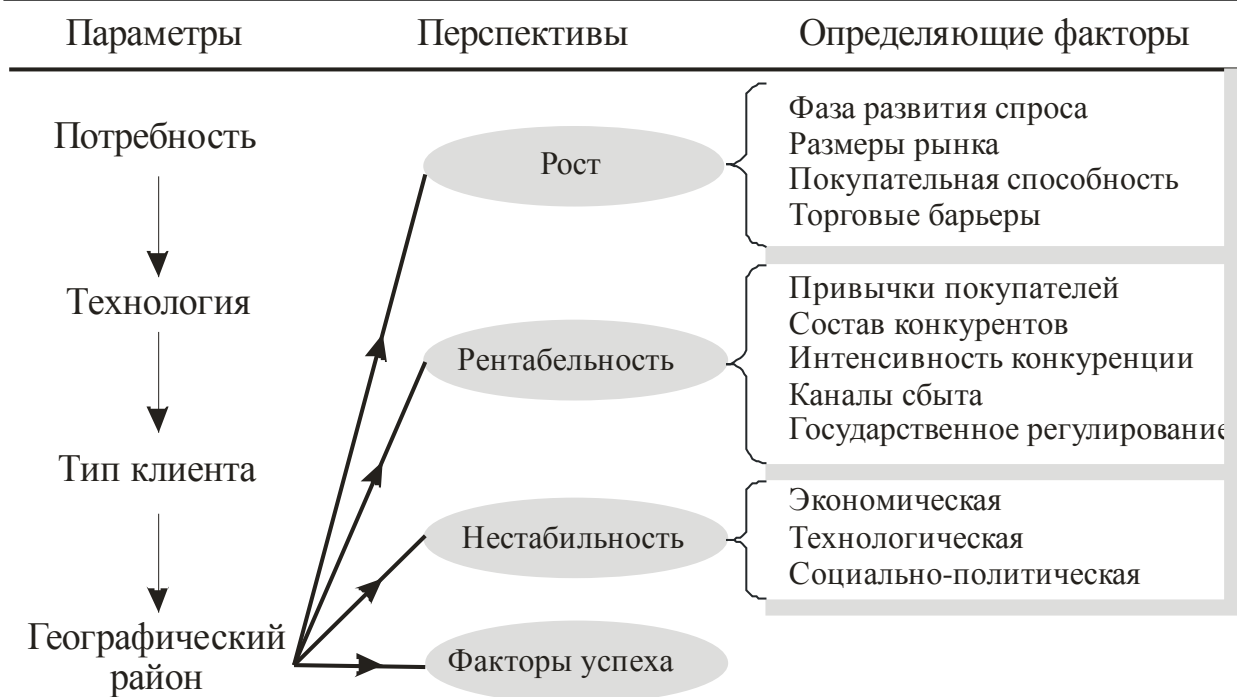 Параметры
Перспективы
Определяющие факторы
Потребность
Технология
Тип клиента
Географический
район
Рост
Рентабельность
Нестабильность
Факторы успеха
Фаза развития спроса
Размеры рынка
Покупательная способность
Торговые барьеры
Привычки покупателей
Состав конкурентов
Интенсивность конкуренции
Каналы сбыта
Государственное регулирование
Экономическая
Технологическая
Социально-политическая